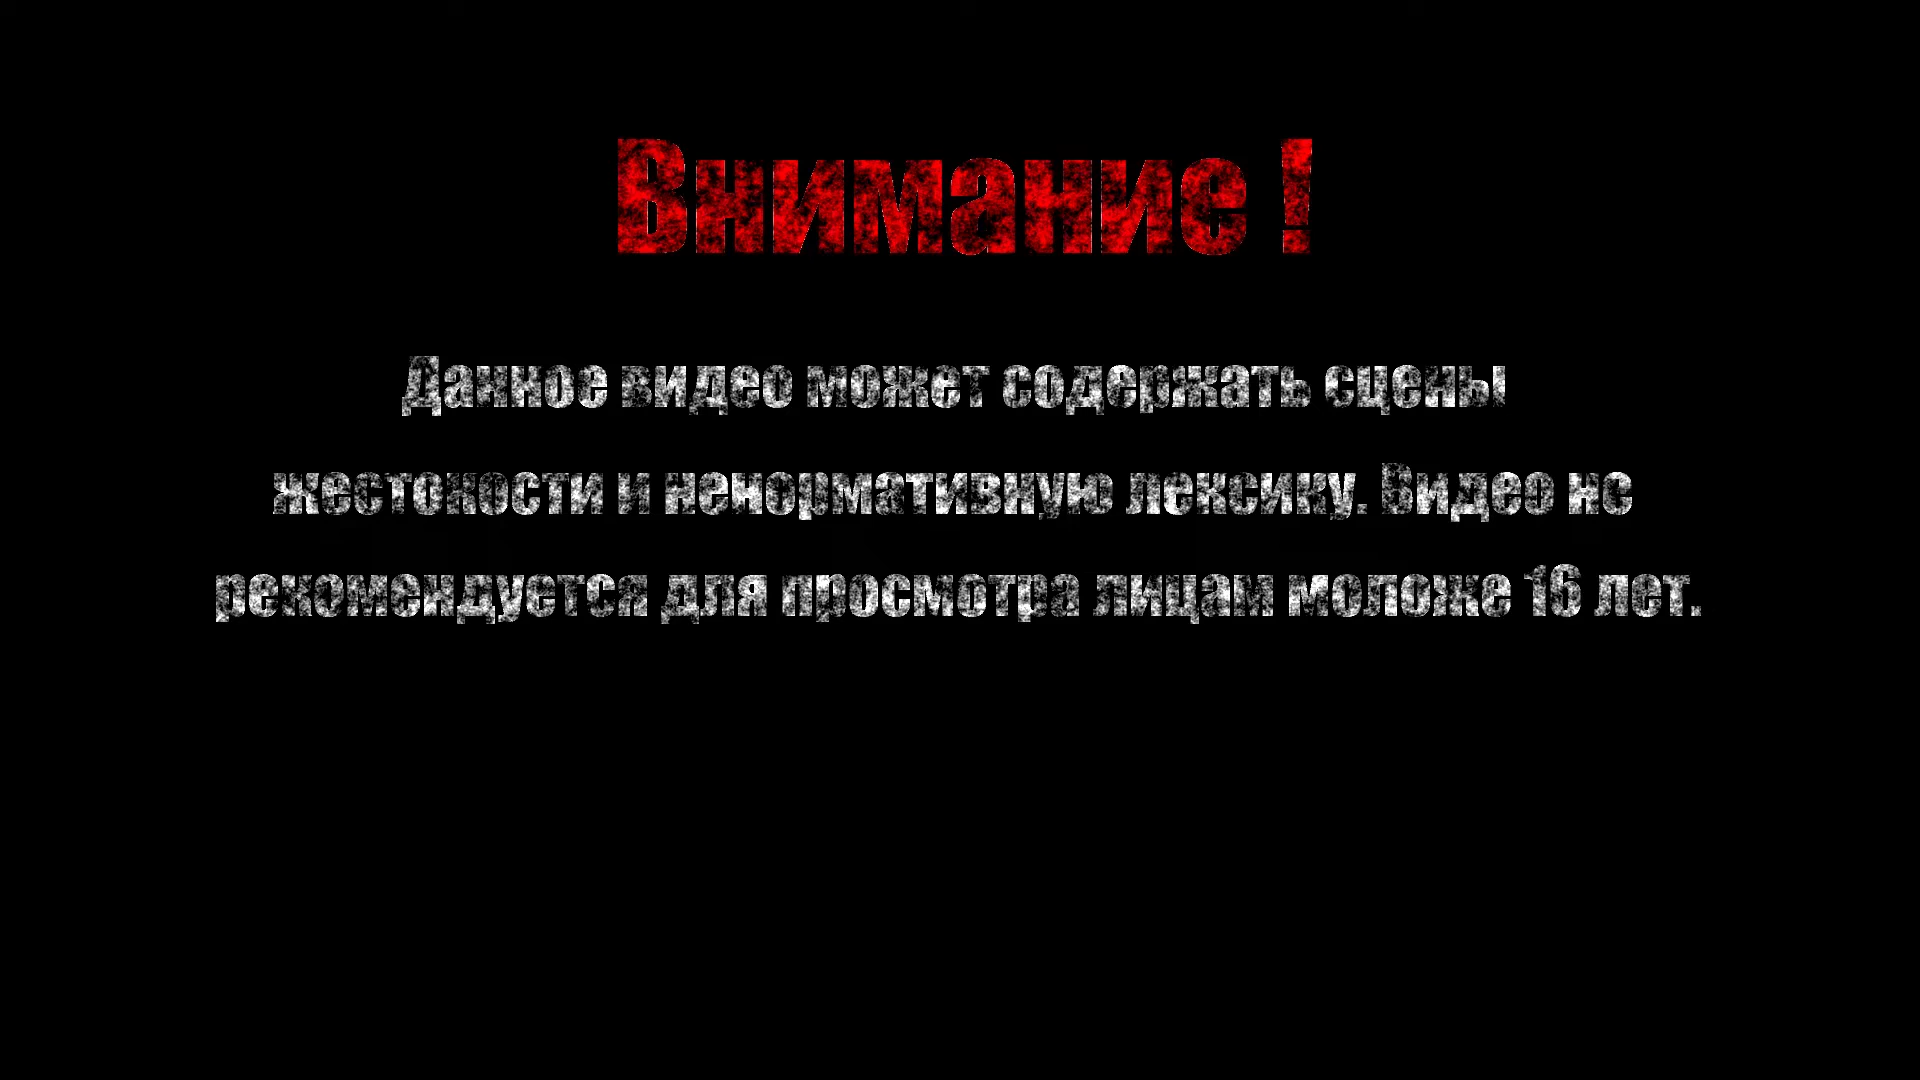 Внимание !
Данное видео может содержать сцены
жестокости и ненормативную лексику. Видео не
рекомендуется для просмотра лицам моложе 16 лет.